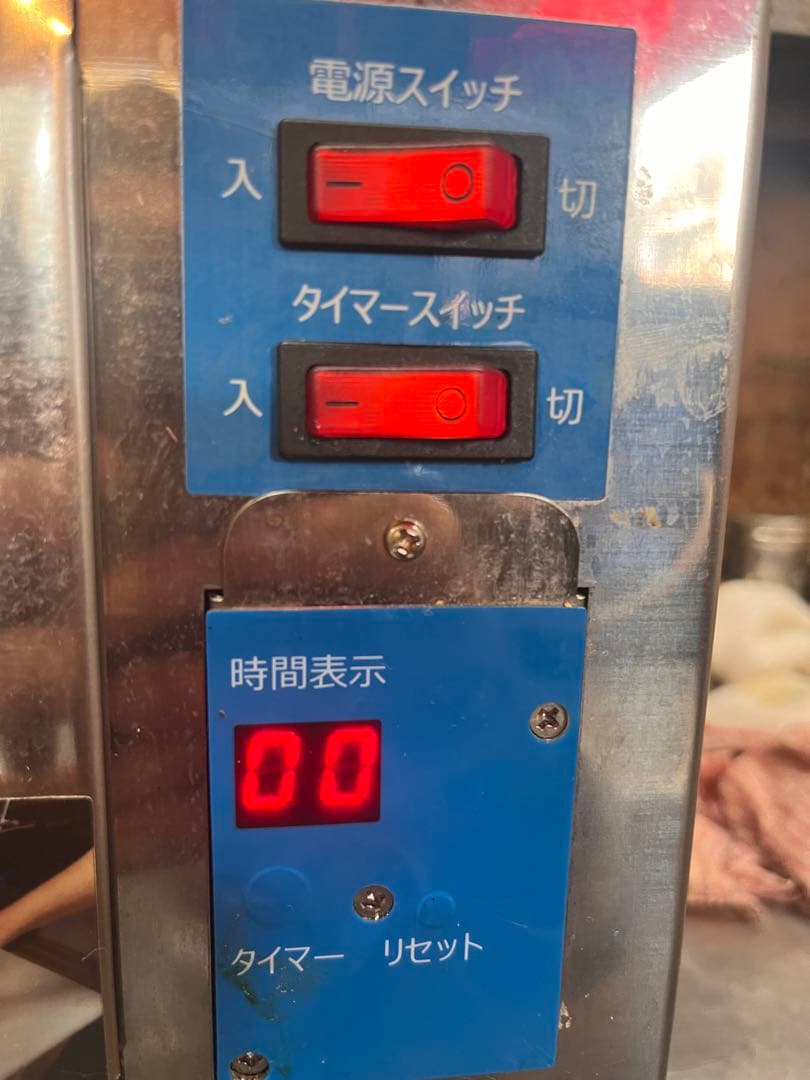 電源スイッチ
入 切
タイマースイッチ
入 切
時間表示
00
タイマー リセット